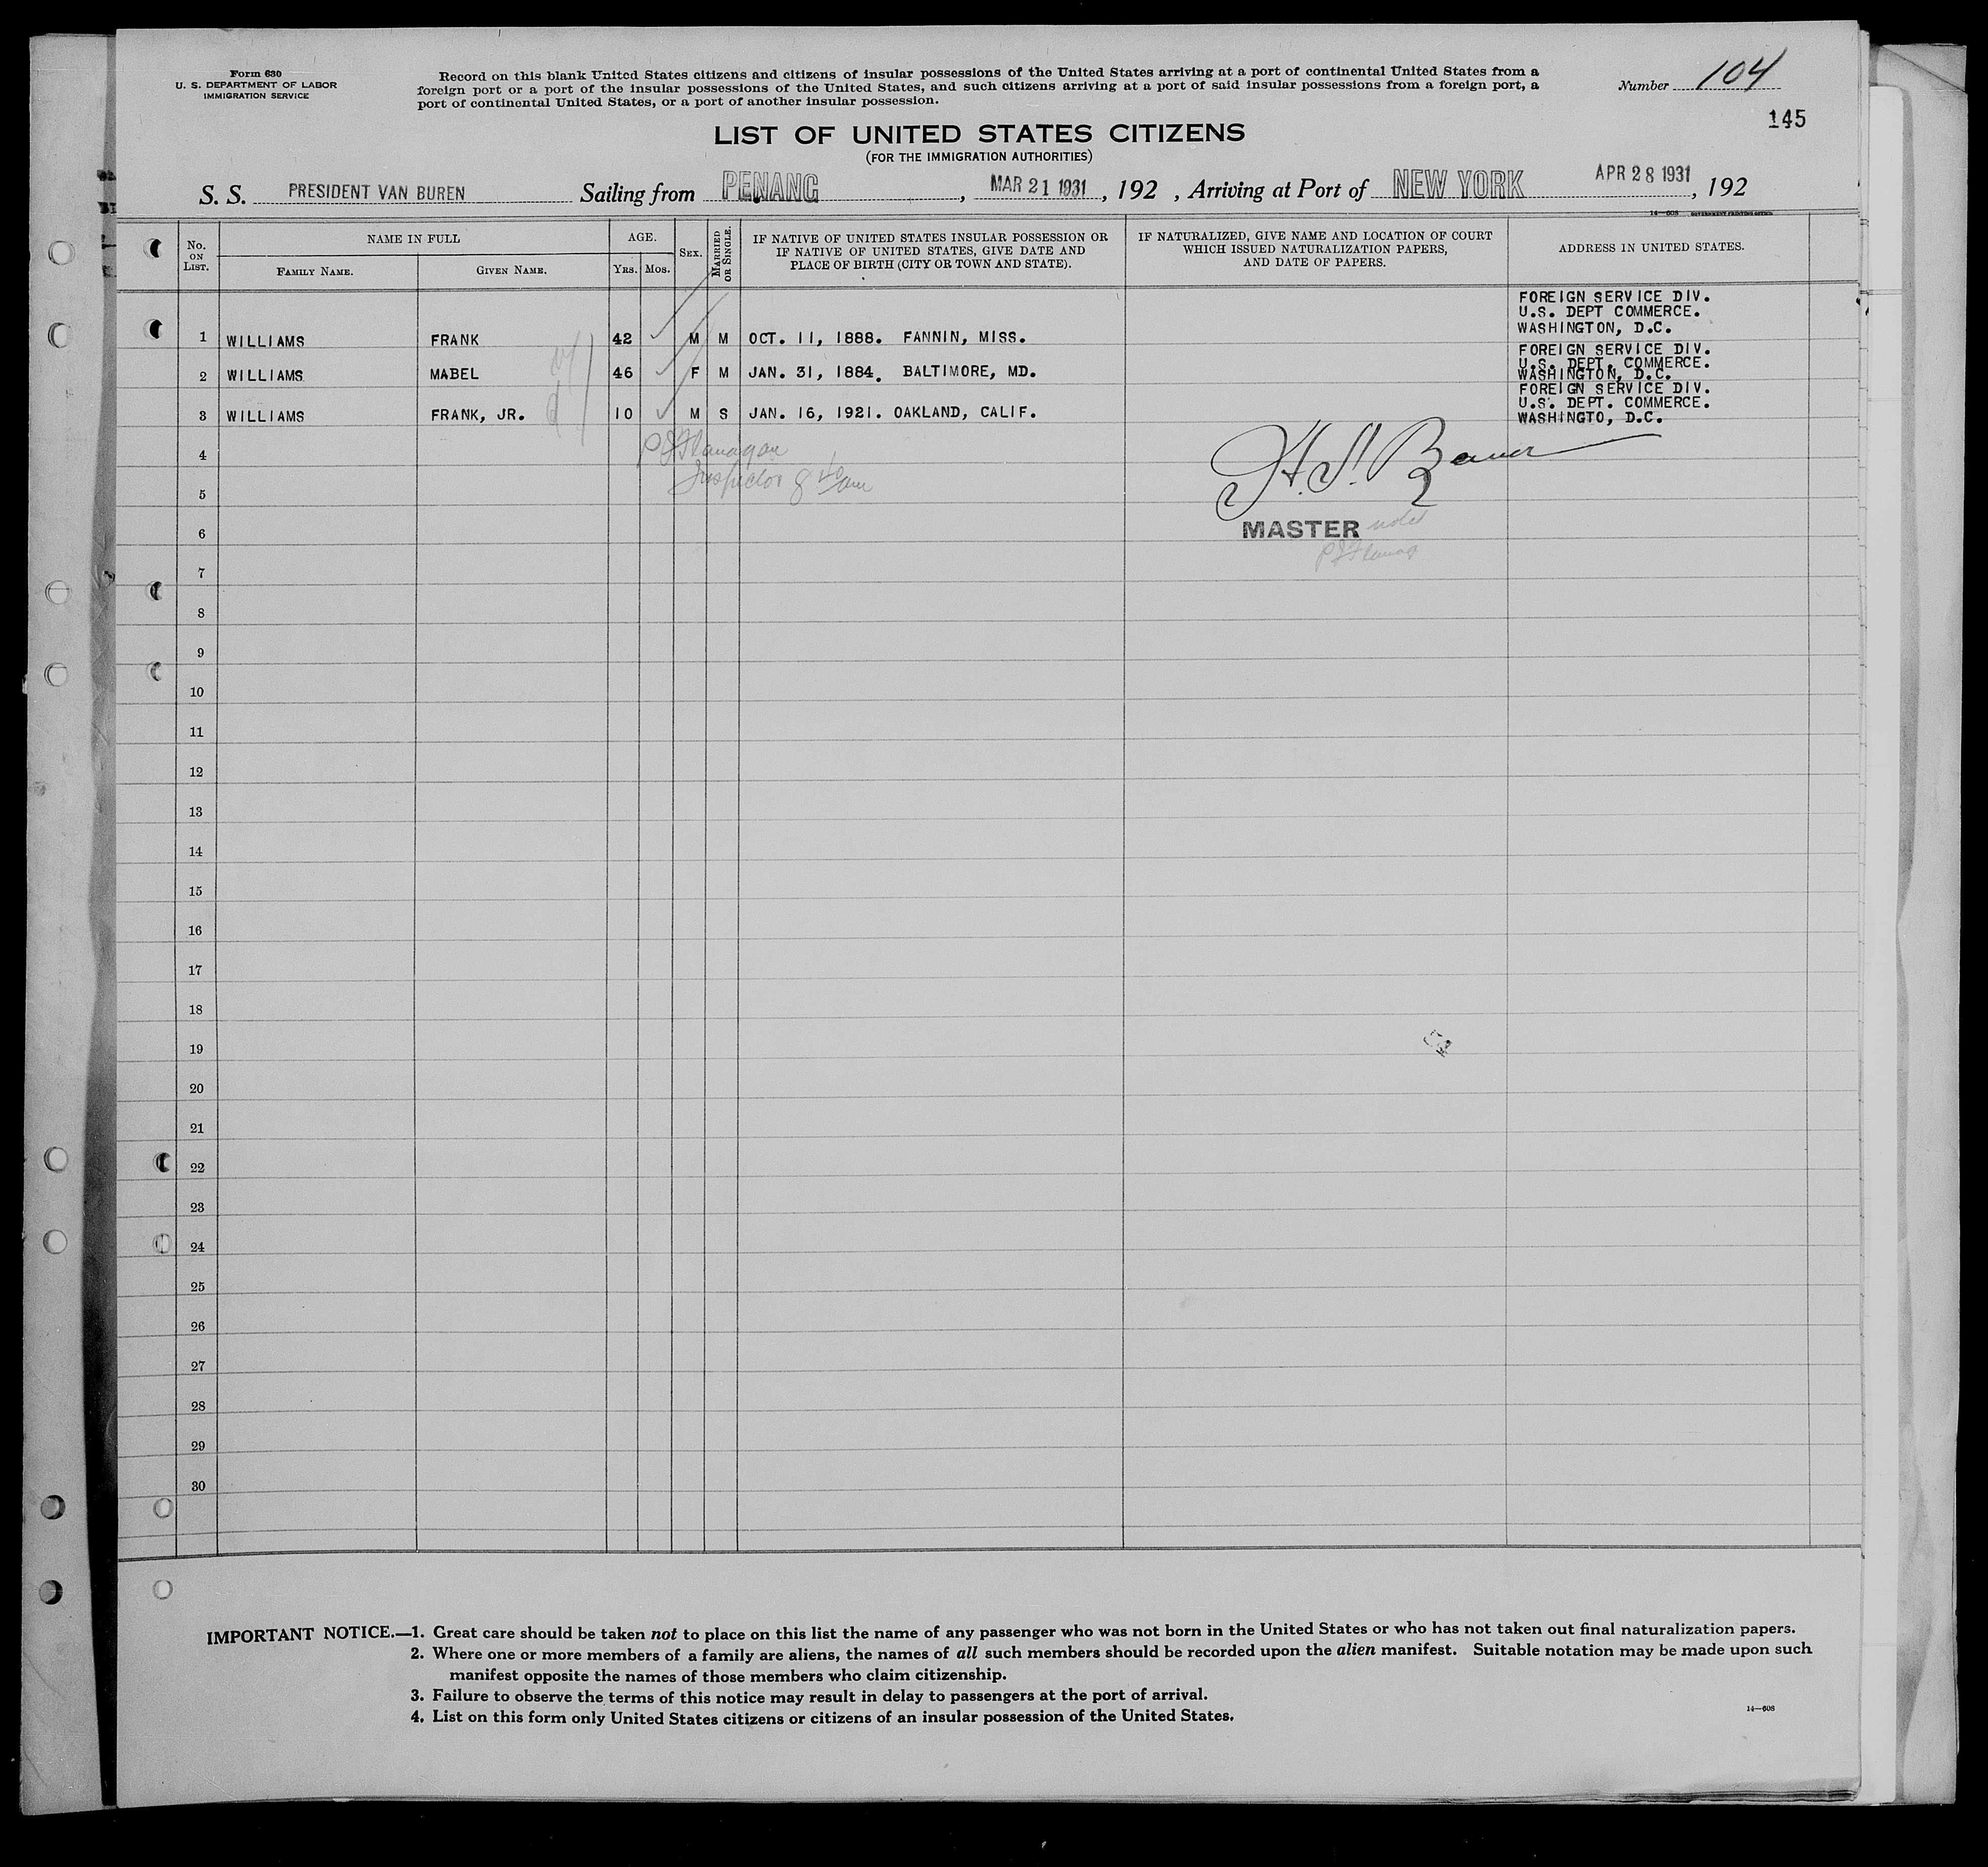 Form 630
U. S. DEPARTMENT OF LABOR
IMMIGRATION SERVICE
Record on this blank United States citizens and citizens of insular possessions of the United States arriving at a port of continental United States from a
foreign port or a port of the insular possessions of the United States, and such citizens arriving at a port of said insular possessions from a foreign port, a
port of continental United States, or a port of another insular possession.
Number 104
145
LIST OF UNITED STATES CITIZENS
(FOR THE IMMIGRATION AUTHORITIES)
S. S. PRESIDENT VAN BUREN Sailing from PENANG, MAR 21 1931, 192 , Arriving at Port of NEW YORK APR 28 1931, 192
14—608 GOVERNMENT PRINTING OFFICE
No. ON LIST. NAME IN FULL AGE. SEX. MARRIED OR SINGLE. IF NATIVE OF UNITED STATES INSULAR POSSESSION OR IF NATIVE OF UNITED STATES, GIVE DATE AND PLACE OF BIRTH (CITY OR TOWN AND STATE). IF NATURALIZED, GIVE NAME AND LOCATION OF COURT WHICH ISSUED NATURALIZATION PAPERS, AND DATE OF PAPERS. ADDRESS IN UNITED STATES.
FAMILY NAME. GIVEN NAME. YRS. MOS.
FOREIGN SERVICE DIV.
U.S. DEPT COMMERCE.
1 WILLIAMS FRANK 42 M M OCT. 11, 1888. FANNIN, MISS. WASHINGTON, D.C.
FOREIGN SERVICE DIV.
U.S. DEPT. COMMERCE.
2 WILLIAMS MABEL 46 F M JAN. 31, 1884. BALTIMORE, MD. WASHINGTON, D.C.
FOREIGN SERVICE DIV.
U.S. DEPT. COMMERCE.
3 WILLIAMS FRANK, JR. 10 M S JAN. 16, 1921. OAKLAND, CALIF. WASHINGTO, D.C.
4 Flanagan
5 Inspector
6 MASTER
7
8
9
10
11
12
13
14
15
16
17
18
19
20
21
22
23
24
25
26
27
28
29
30
IMPORTANT NOTICE.—1. Great care should be taken not to place on this list the name of any passenger who was not born in the United States or who has not taken out final naturalization papers.
2. Where one or more members of a family are aliens, the names of all such members should be recorded upon the alien manifest. Suitable notation may be made upon such
manifest opposite the names of those members who claim citizenship.
3. Failure to observe the terms of this notice may result in delay to passengers at the port of arrival.
4. List on this form only United States citizens or citizens of an insular possession of the United States.
14—608